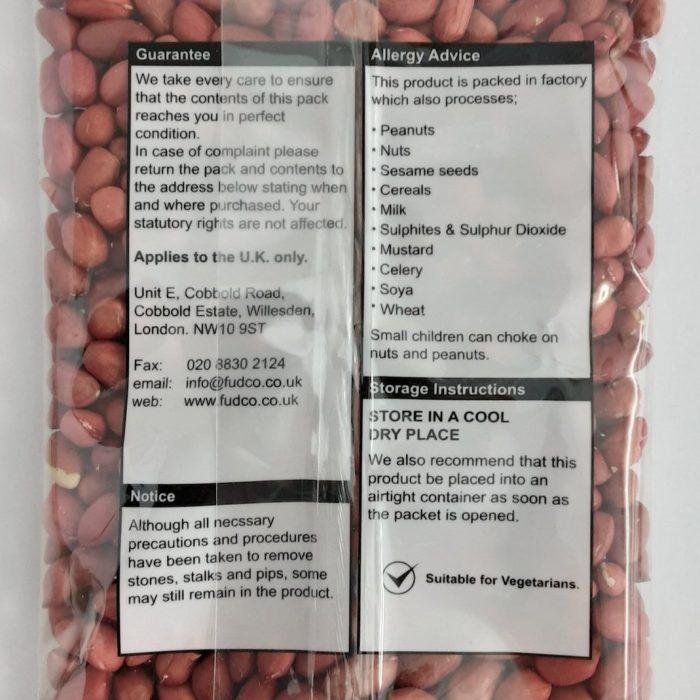 Guarantee
We take every care to ensure
that the contents of this pack
reaches you in perfect
condition.
In case of complaint please
return the pack and contents to
the address below stating when
and where purchased. Your
statutory rights are not affected.
Applies to the U.K. only.
Unit E, Cobbold Road,
Cobbold Estate, Willesden,
London. NW10 9ST
Fax: 020 8830 2124
email: info@fudco.co.uk
web: www.fudco.co.uk
Notice
Although all necssary
precautions and procedures
have been taken to remove
stones, stalks and pips, some
may still remain in the product.
Allergy Advice
This product is packed in factory
which also processes;
• Peanuts
• Nuts
• Sesame seeds
• Cereals
• Milk
• Sulphites & Sulphur Dioxide
• Mustard
• Celery
• Soya
• Wheat
Small children can choke on
nuts and peanuts.
Storage Instructions
STORE IN A COOL
DRY PLACE
We also recommend that this
product be placed into an
airtight container as soon as
the packet is opened.
Suitable for Vegetarians.